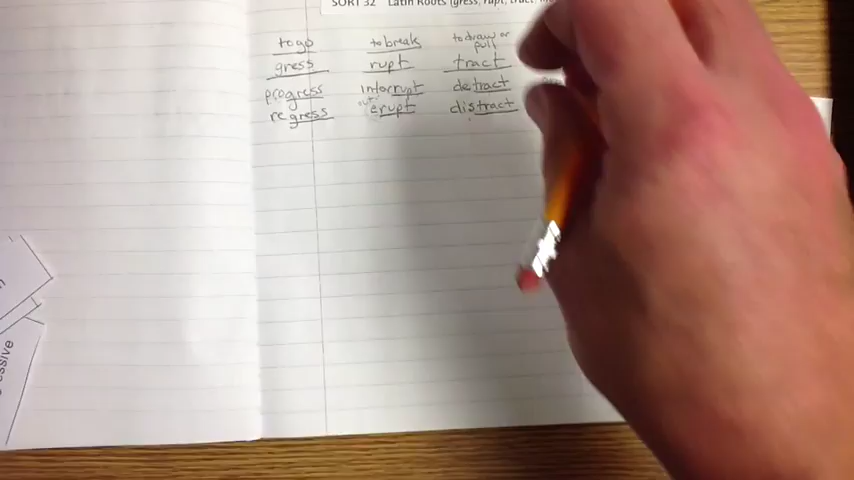 SORT 32 Latin Roots (gress, rupt, tract,
to go to break to draw or pull
gress rupt tract
progress interrupt detract
regress out erupt distract